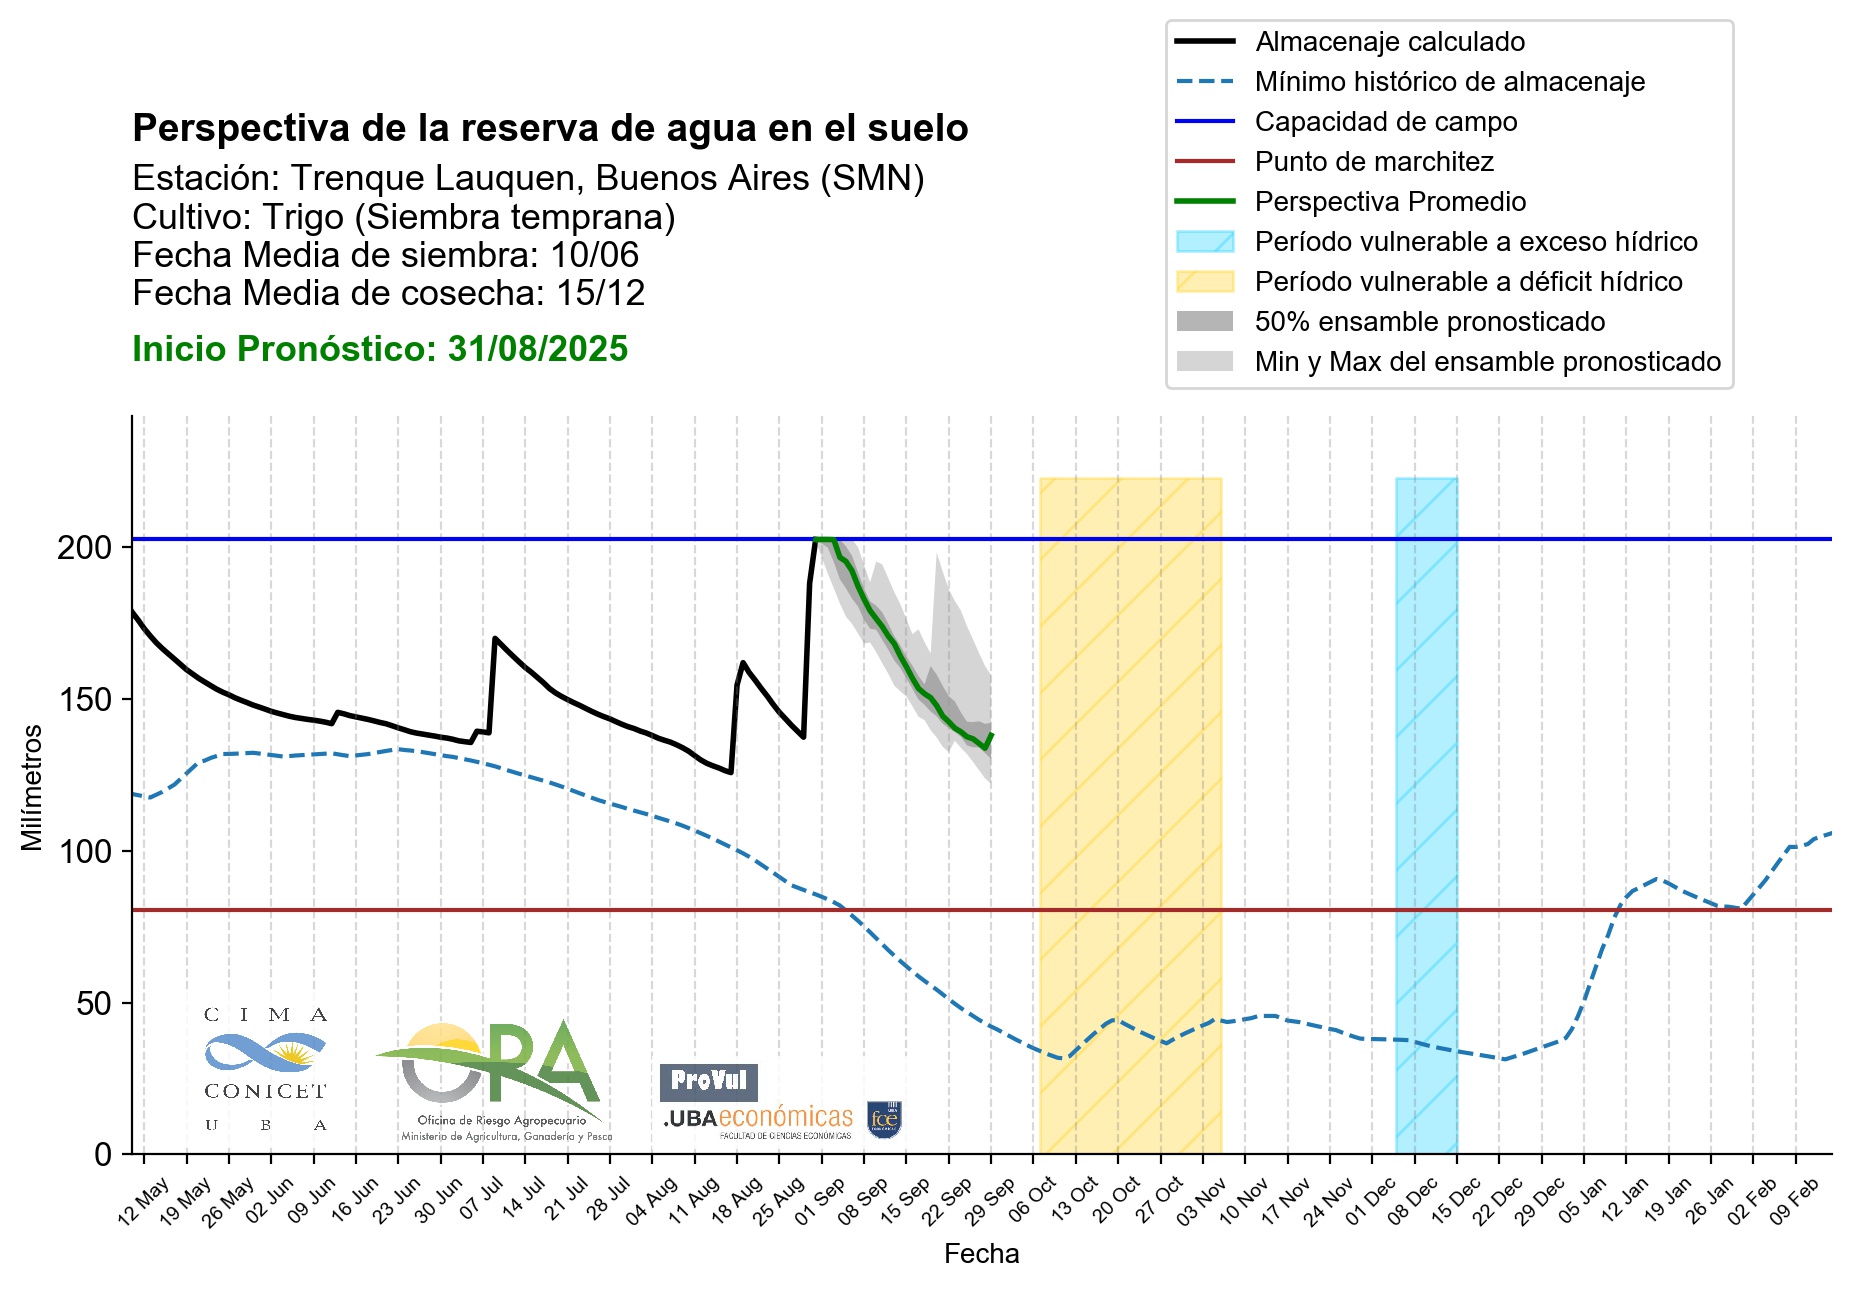 Almacenaje calculado
Mínimo histórico de almacenaje
Capacidad de campo
Punto de marchitez
Perspectiva Promedio
Período vulnerable a exceso hídrico
Período vulnerable a déficit hídrico
50% ensamble pronosticado
Min y Max del ensamble pronosticado
Perspectiva de la reserva de agua en el suelo
Estación: Trenque Lauquen, Buenos Aires (SMN)
Cultivo: Trigo (Siembra temprana)
Fecha Media de siembra: 10/06
Fecha Media de cosecha: 15/12
Inicio Pronóstico: 31/08/2025
200
150
100
50
0
Milímetros
CIMA
CONICET
UBA
ORA
Oficina de Riesgo Agropecuario
Ministerio de Agricultura, Ganadería y Pesca
ProVul
.UBAeconómicas
FACULTAD DE CIENCIAS ECONÓMICAS
fce
12 May
19 May
26 May
02 Jun
09 Jun
16 Jun
23 Jun
30 Jun
07 Jul
14 Jul
21 Jul
28 Jul
04 Aug
11 Aug
18 Aug
25 Aug
01 Sep
08 Sep
15 Sep
22 Sep
29 Sep
06 Oct
13 Oct
20 Oct
27 Oct
03 Nov
10 Nov
17 Nov
24 Nov
01 Dec
08 Dec
15 Dec
22 Dec
29 Dec
05 Jan
12 Jan
19 Jan
26 Jan
02 Feb
09 Feb
Fecha